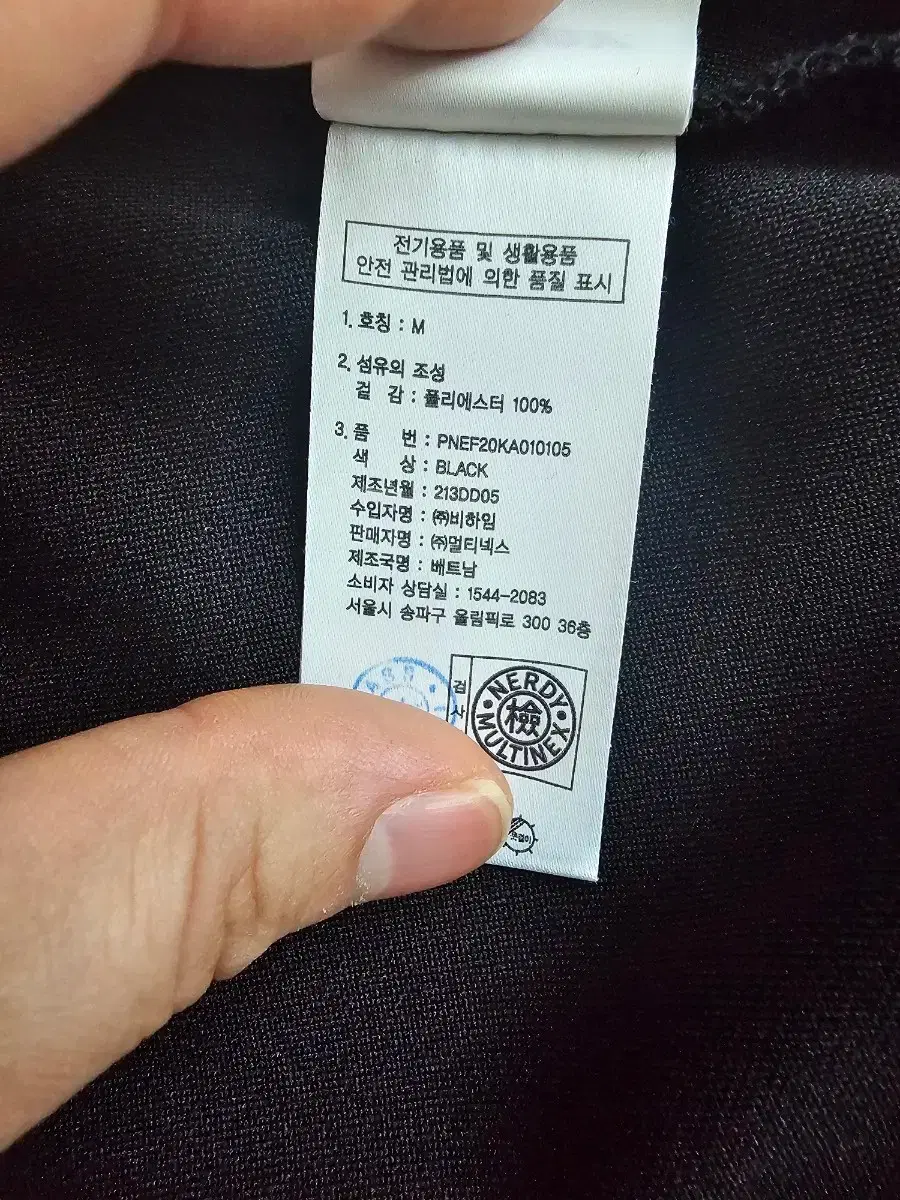 전기용품 및 생활용품
안전 관리법에 의한 품질 표시
1. 호칭 : M
2. 섬유의 조성
겉 감 : 폴리에스터 100%
3. 품 번 : PNEF20KA010105
색 상 : BLACK
제조년월 : 213DD05
수입자명 : ㈜비하임
판매자명 : ㈜멀티넥스
제조국명 : 베트남
소비자 상담실 : 1544-2083
서울시 송파구 올림픽로 300 36층
검사
NERDY
檢
MULTINEX
옷걸이